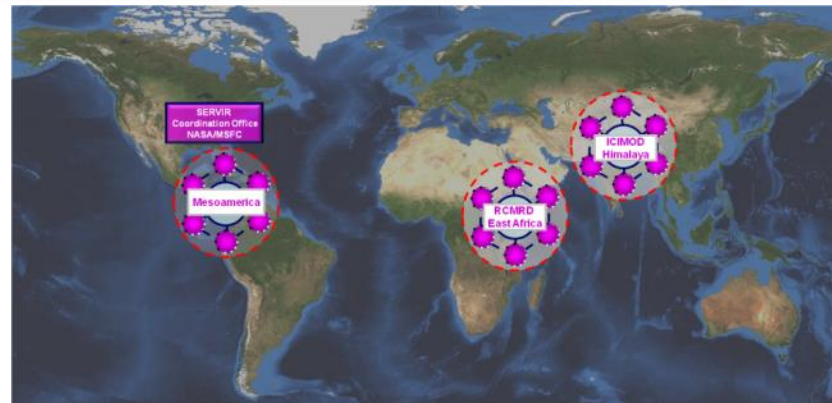 SERVIR
Coordination Office
NASA/MSFC
Mesoamerica
RCMRD
East Africa
ICIMOD
Himalaya